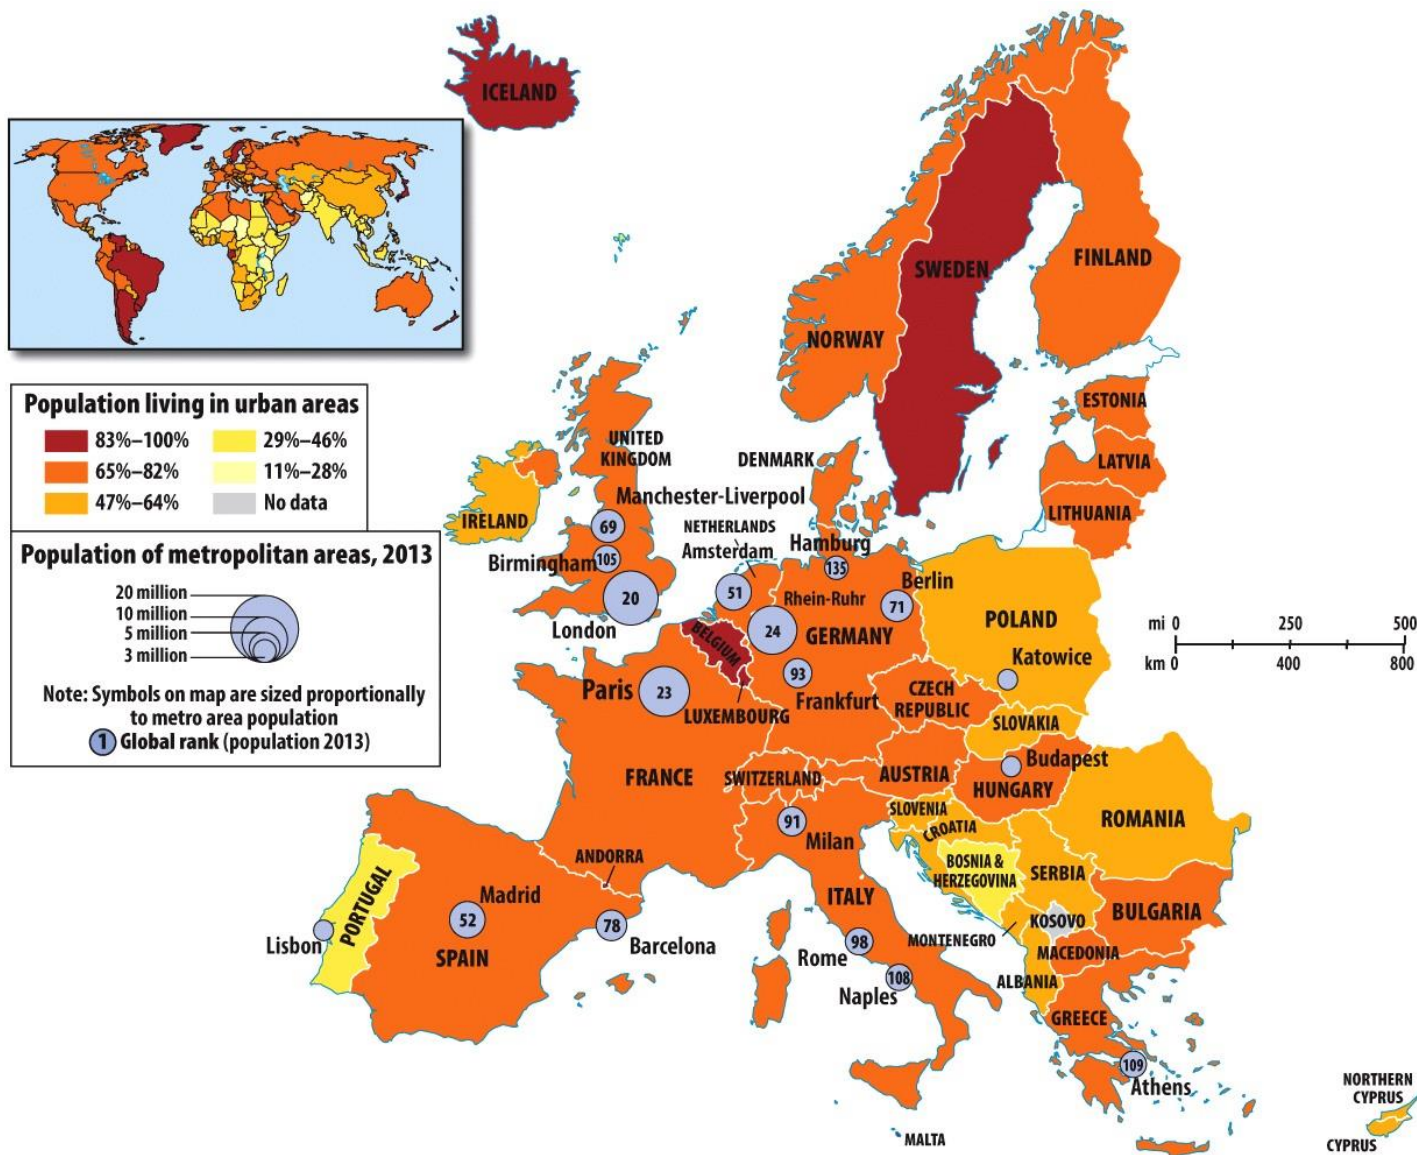 ICELAND
SWEDEN
FINLAND
NORWAY
Population living in urban areas
83%–100%
29%–46%
65%–82%
11%–28%
47%–64%
No data
Population of metropolitan areas, 2013
20 million
10 million
5 million
3 million
Note: Symbols on map are sized proportionally
to metro area population
1 Global rank (population 2013)
ESTONIA
LATVIA
LITHUANIA
UNITED
KINGDOM
DENMARK
IRELAND
Manchester-Liverpool
69
NETHERLANDS
Amsterdam
Hamburg
135
Birmingham
105
Berlin
51
Rhein-Ruhr
71
20
London
24
GERMANY
BELGIUM
POLAND
Katowice
mi 0 250 500
km 0 400 800
Paris
23
93
Frankfurt
LUXEMBOURG
CZECH
REPUBLIC
SLOVAKIA
FRANCE
SWITZERLAND
AUSTRIA
Budapest
HUNGARY
SLOVENIA
CROATIA
ROMANIA
91
Milan
BOSNIA &
HERZEGOVINA
SERBIA
ANDORRA
PORTUGAL
Madrid
52
78
Lisbon
SPAIN
Barcelona
ITALY
KOSOVO
BULGARIA
MONTENEGRO
98
Rome
MACEDONIA
108
Naples
ALBANIA
GREECE
109
Athens
NORTHERN
CYPRUS
MALTA
CYPRUS